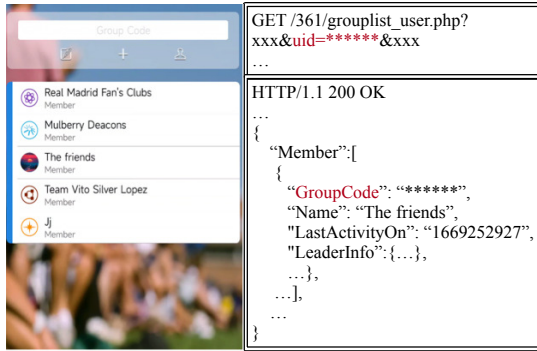 Group Code
Real Madrid Fan's Clubs
Member
Mulberry Deacons
Member
The friends
Member
Team Vito Silver Lopez
Member
Jj
Member
GET /361/grouplist_user.php?
xxx&uid=******&xxx
…
HTTP/1.1 200 OK
…
{
“Member”:[
{
“GroupCode”: “******”,
“Name”: “The friends”,
"LastActivityOn": “1669252927”,
"LeaderInfo":{…},
…},
…],
…
}